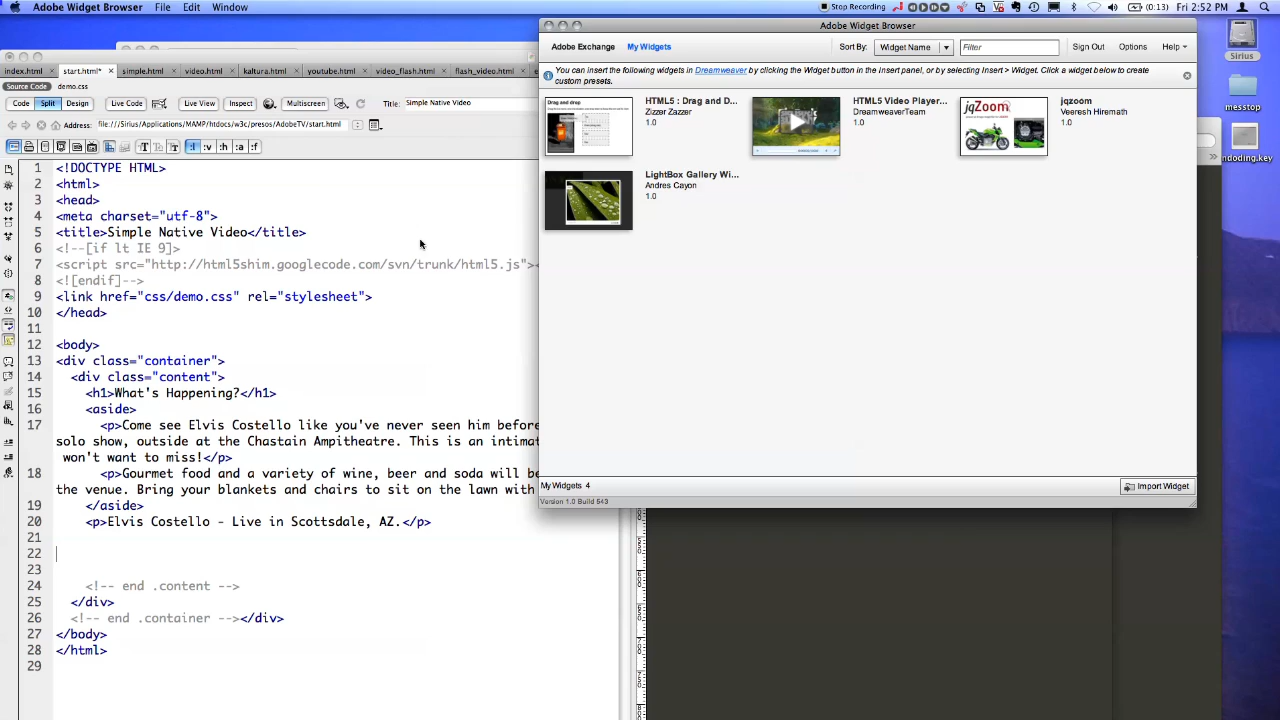 Adobe Widget Browser File Edit Window Stop Recording (0:13) Fri 2:52 PM
Adobe Widget Browser
Sirius
messtop
ndoding.key
Adobe Exchange My Widgets Sort By: Widget Name Filter Sign Out Options Help
You can insert the following widgets in Dreamweaver by clicking the Widget button in the Insert panel, or by selecting Insert > Widget. Click a widget below to create
custom presets.
Drag and drop
HTML5 : Drag and D...
Zizzer Zazzer
1.0
HTML5 Video Player...
DreamweaverTeam
1.0
jqZoom
jqzoom
Veeresh Hiremath
1.0
LightBox Gallery Wi...
Andres Cayon
1.0
My Widgets 4
Import Widget
Version 1.0 Build 543
index.html start.html* simple.html video.html kaltura.html youtube.html video_flash.html flash_video.html
Source Code demo.css
Code Split Design Live Code Live View Inspect Multiscreen Title: Simple Native Video
Address: file:///Sirius/Applications/MAMP/htdocs/w3c/presos/AdobeTV/start.html
:l :v :h :a :f
1 <!DOCTYPE HTML>
2 <html>
3 <head>
4 <meta charset="utf-8">
5 <title>Simple Native Video</title>
6 <!--[if lt IE 9]>
7 <script src="http://html5shim.googlecode.com/svn/trunk/html5.js"><
8 <![endif]-->
9 <link href="css/demo.css" rel="stylesheet">
10 </head>
11
12 <body>
13 <div class="container">
14 <div class="content">
15 <h1>What's Happening?</h1>
16 <aside>
17 <p>Come see Elvis Costello like you've never seen him before
solo show, outside at the Chastain Ampitheatre. This is an intimat
won't want to miss!</p>
18 <p>Gourmet food and a variety of wine, beer and soda will be
the venue. Bring your blankets and chairs to sit on the lawn with
19 </aside>
20 <p>Elvis Costello - Live in Scottsdale, AZ.</p>
21
22
23
24 <!-- end .content -->
25 </div>
26 <!-- end .container --></div>
27 </body>
28 </html>
29